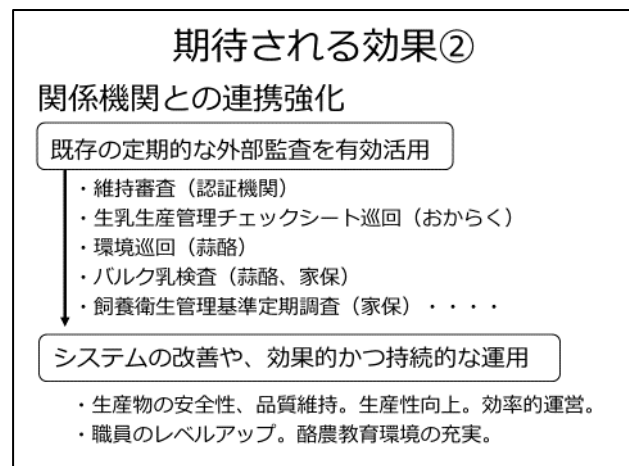 期待される効果②
関係機関との連携強化
既存の定期的な外部監査を有効活用
・維持審査（認証機関）
・生乳生産管理チェックシート巡回（おからく）
・環境巡回（蒜酪）
・バルク乳検査（蒜酪、家保）
・飼養衛生管理基準定期調査（家保）・・・・
システムの改善や、効果的かつ持続的な運用
・生産物の安全性、品質維持。生産性向上。効率的運営。
・職員のレベルアップ。酪農教育環境の充実。